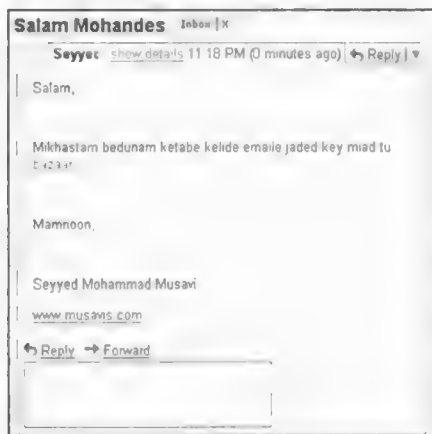 Salam Mohandes Inbox | X
Seyyed show details 11 18 PM (0 minutes ago) Reply
Salam,
Mikhastam bedunam ketabe kelide emaile jaded key miad tu
bazaar
Mamnoon,
Seyyed Mohammad Musavi
www.musavis.com
Reply Forward